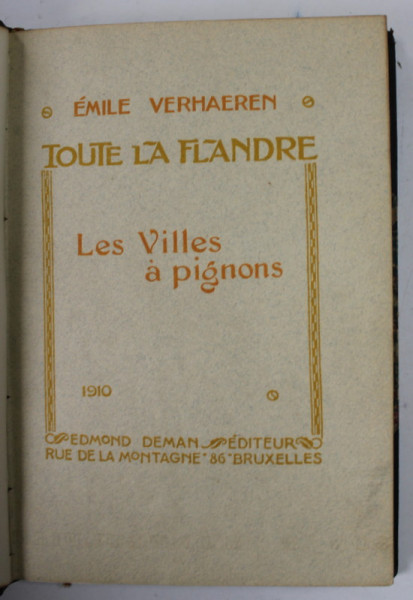 ÉMILE VERHAEREN
TOUTE LA FLANDRE
Les Villes
à pignons
1910
EDMOND DEMAN ÉDITEUR
RUE DE LA MONTAGNE "86" BRUXELLES